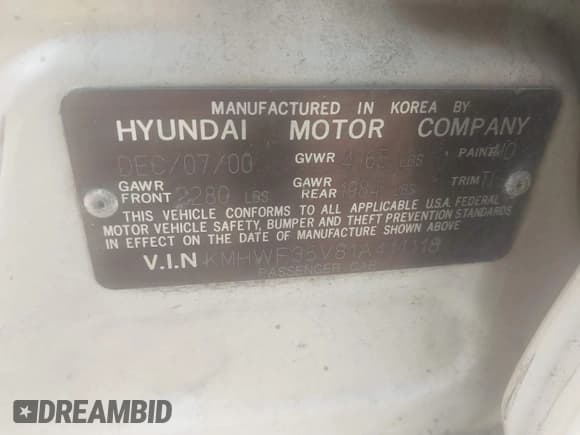 MANUFACTURED IN KOREA BY
HYUNDAI MOTOR COMPANY
DEC/07/00 GVWR LBS PAINT
GAWR FRONT 2280 LBS GAWR REAR 1984 LBS TRIM
THIS VEHICLE CONFORMS TO ALL APPLICABLE U.S.A. FEDERAL
MOTOR VEHICLE SAFETY, BUMPER AND THEFT PREVENTION STANDARDS
IN EFFECT ON THE DATE OF MANUFACTURE SHOWN ABOVE
V.I.N
PASSENGER CAR
DREAMBID